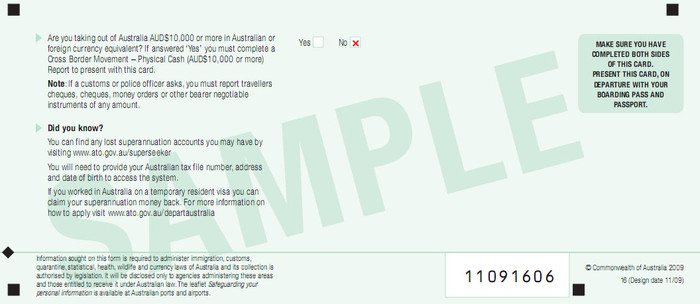 Are you taking out of Australia AUD$10,000 or more in Australian or
foreign currency equivalent? If answered ‘Yes’ you must complete a
Cross Border Movement – Physical Cash (AUD$10,000 or more)
Report to present with this card.
Yes No
Note: If a customs or police officer asks, you must report travellers
cheques, cheques, money orders or other bearer negotiable
instruments of any amount.
MAKE SURE YOU HAVE
COMPLETED BOTH SIDES
OF THIS CARD.
PRESENT THIS CARD, ON
DEPARTURE WITH YOUR
BOARDING PASS AND
PASSPORT.
Did you know?
You can find any lost superannuation accounts you may have by
visiting www.ato.gov.au/superseeker
You will need to provide your Australian tax file number, address
and date of birth to access the system.
If you worked in Australia on a temporary resident visa you can
claim your superannuation money back. For more information on
how to apply visit www.ato.gov.au/departaustralia
SAMPLE
Information sought on this form is required to administer immigration, customs,
quarantine, statistical, health, wildlife and currency laws of Australia and its collection is
authorised by legislation. It will be disclosed only to agencies administering these areas
and those entitled to receive it under Australian law. The leaflet Safeguarding your
personal information is available at Australian ports and airports.
11091606
© Commonwealth of Australia 2009
16 (Design date 11/09)